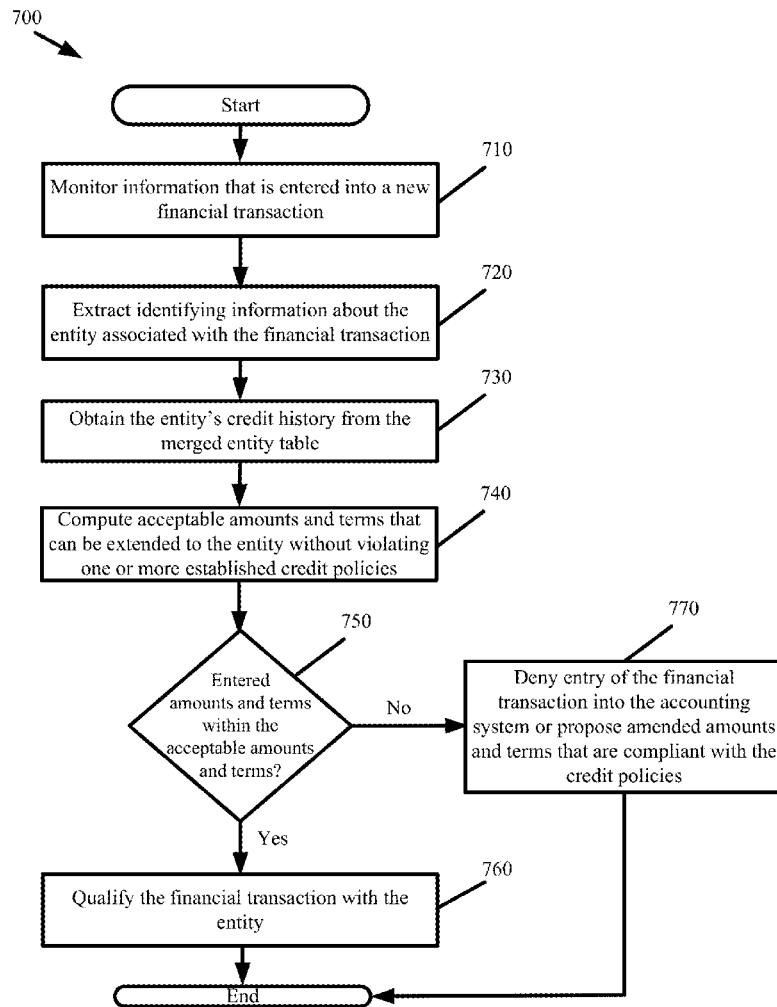 700
Start
710
Monitor information that is entered into a new
financial transaction
720
Extract identifying information about the
entity associated with the financial transaction
730
Obtain the entity's credit history from the
merged entity table
740
Compute acceptable amounts and terms that
can be extended to the entity without violating
one or more established credit policies
750
Entered
amounts and terms
within the
acceptable amounts
and terms?
No
770
Deny entry of the financial
transaction into the accounting
system or propose amended amounts
and terms that are compliant with the
credit policies
Yes
760
Qualify the financial transaction with the
entity
End